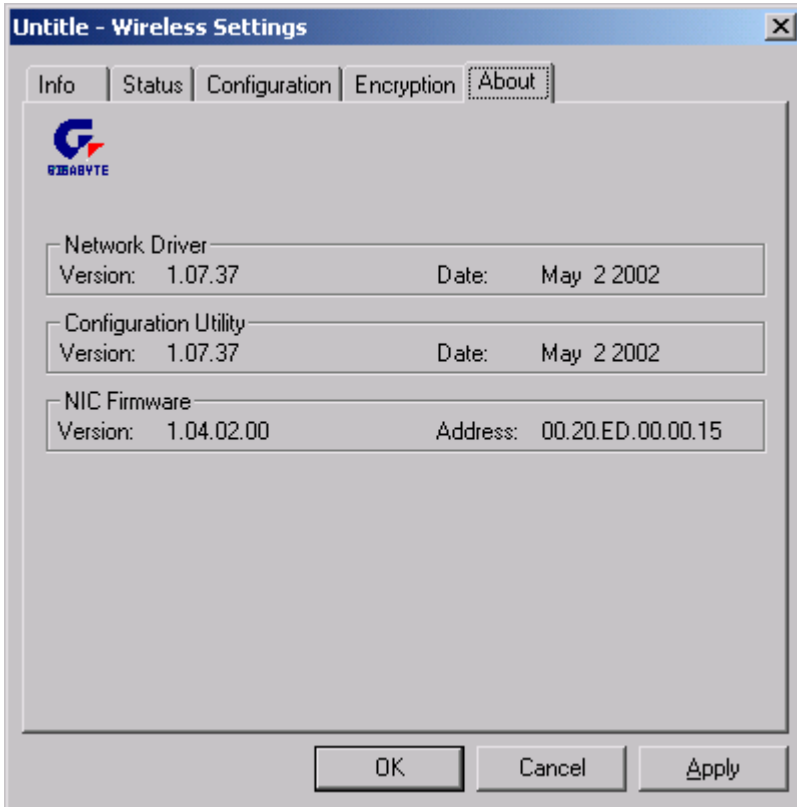 Untitle - Wireless Settings
Info Status Configuration Encryption About
GIGABYTE
Network Driver
Version: 1.07.37 Date: May 2 2002
Configuration Utility
Version: 1.07.37 Date: May 2 2002
NIC Firmware
Version: 1.04.02.00 Address: 00.20.ED.00.00.15
OK Cancel Apply